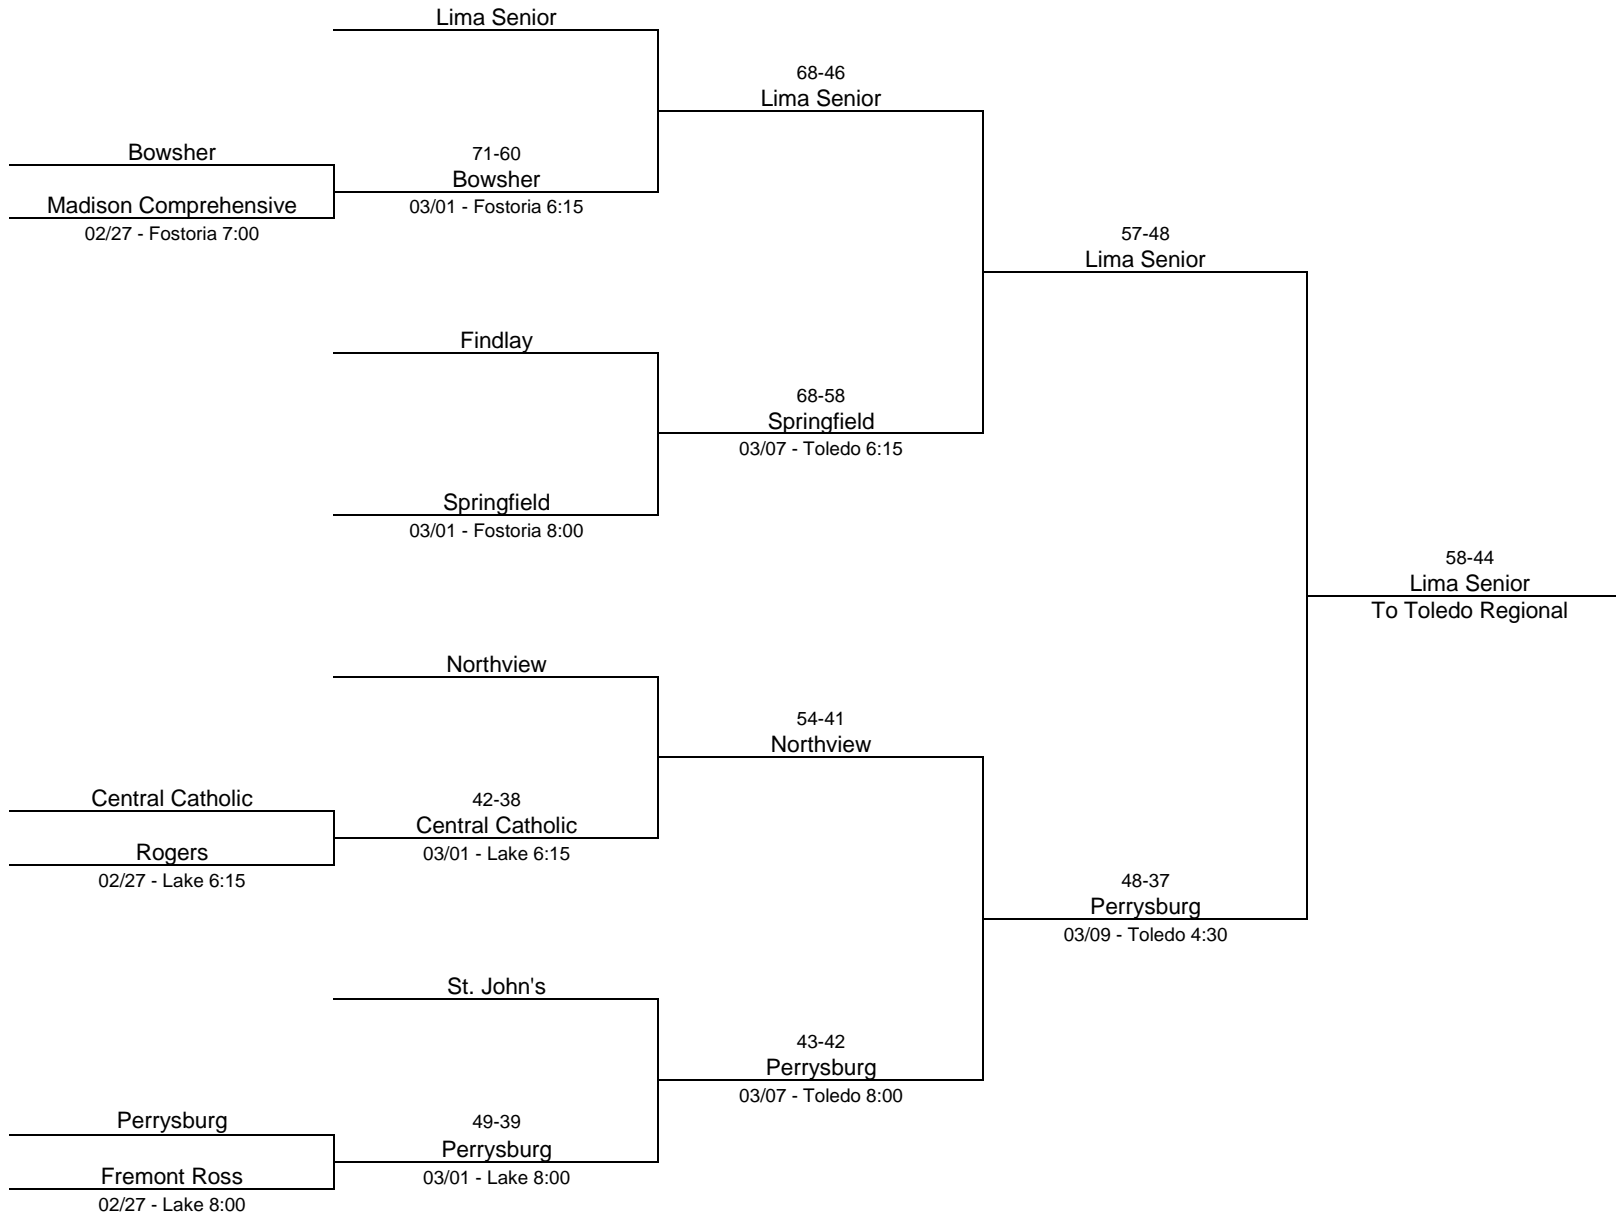 Lima Senior
68-46
Lima Senior
Bowsher
71-60
Bowsher
Madison Comprehensive
03/01 - Fostoria 6:15
02/27 - Fostoria 7:00
57-48
Lima Senior
Findlay
68-58
Springfield
03/07 - Toledo 6:15
Springfield
03/01 - Fostoria 8:00
58-44
Lima Senior
To Toledo Regional
Northview
54-41
Northview
Central Catholic
42-38
Central Catholic
Rogers
03/01 - Lake 6:15
02/27 - Lake 6:15
48-37
Perrysburg
03/09 - Toledo 4:30
St. John's
43-42
Perrysburg
03/07 - Toledo 8:00
Perrysburg
49-39
Perrysburg
Fremont Ross
03/01 - Lake 8:00
02/27 - Lake 8:00